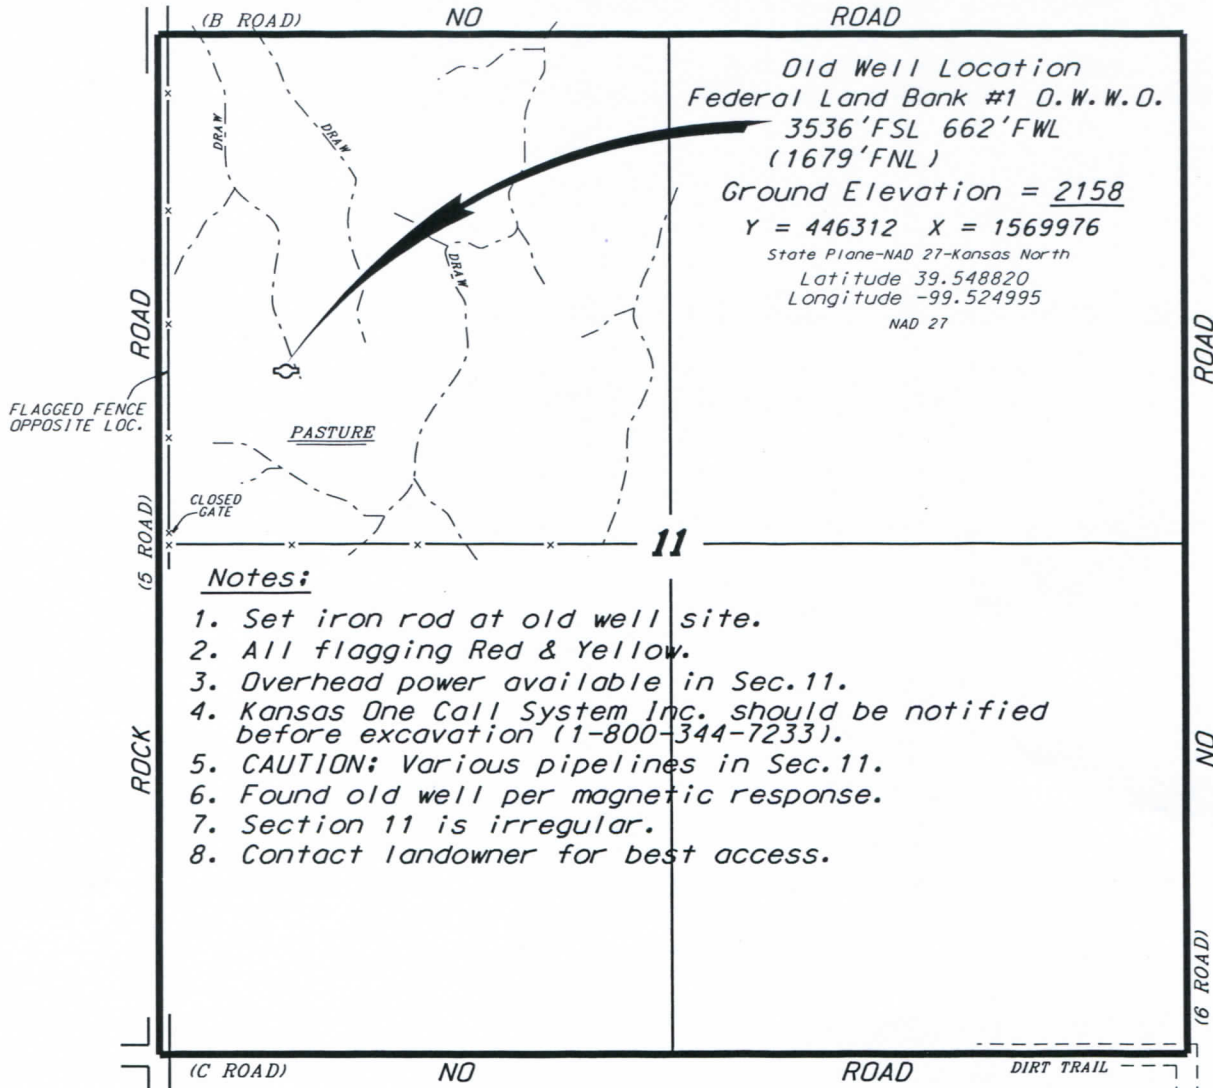 (B ROAD) NO ROAD
Old Well Location
Federal Land Bank #1 O.W.W.O.
3536'FSL 662'FWL
(1679'FNL)
Ground Elevation = 2158
Y = 446312 X = 1569976
State Plane-NAD 27-Kansas North
Latitude 39.548820
Longitude -99.524995
NAD 27
DRAW
DRAW
DRAW
ROAD
ROAD
FLAGGED FENCE
OPPOSITE LOC.
PASTURE
CLOSED
GATE
(5 ROAD)
11
Notes:
1. Set iron rod at old well site.
2. All flagging Red & Yellow.
3. Overhead power available in Sec.11.
4. Kansas One Call System Inc. should be notified
before excavation (1-800-344-7233).
5. CAUTION: Various pipelines in Sec.11.
6. Found old well per magnetic response.
7. Section 11 is irregular.
8. Contact landowner for best access.
ROCK
NO
(6 ROAD)
(C ROAD) NO ROAD DIRT TRAIL